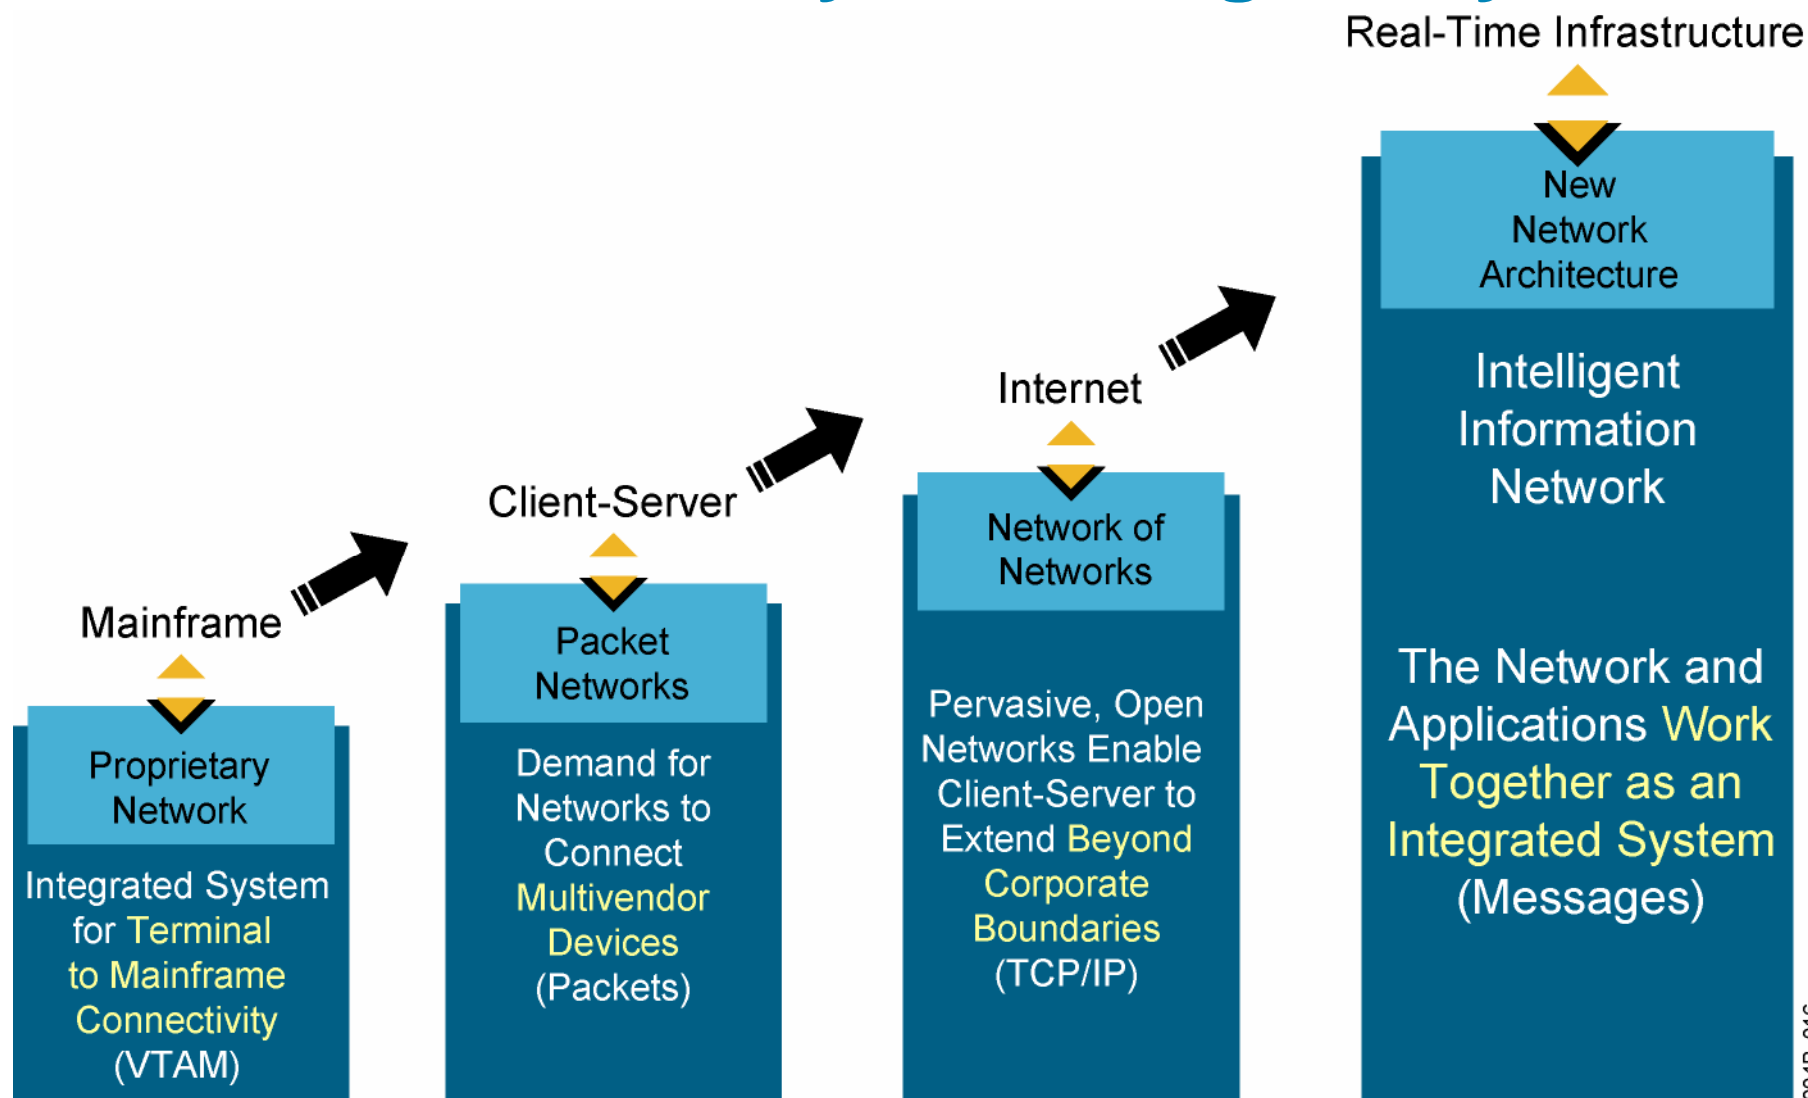 Real-Time Infrastructure
New
Network
Architecture
Intelligent
Information
Network
The Network and
Applications Work
Together as an
Integrated System
(Messages)
Internet
Network of
Networks
Pervasive, Open
Networks Enable
Client-Server to
Extend Beyond
Corporate
Boundaries
(TCP/IP)
Client-Server
Packet
Networks
Demand for
Networks to
Connect
Multivendor
Devices
(Packets)
Mainframe
Proprietary
Network
Integrated System
for Terminal
to Mainframe
Connectivity
(VTAM)